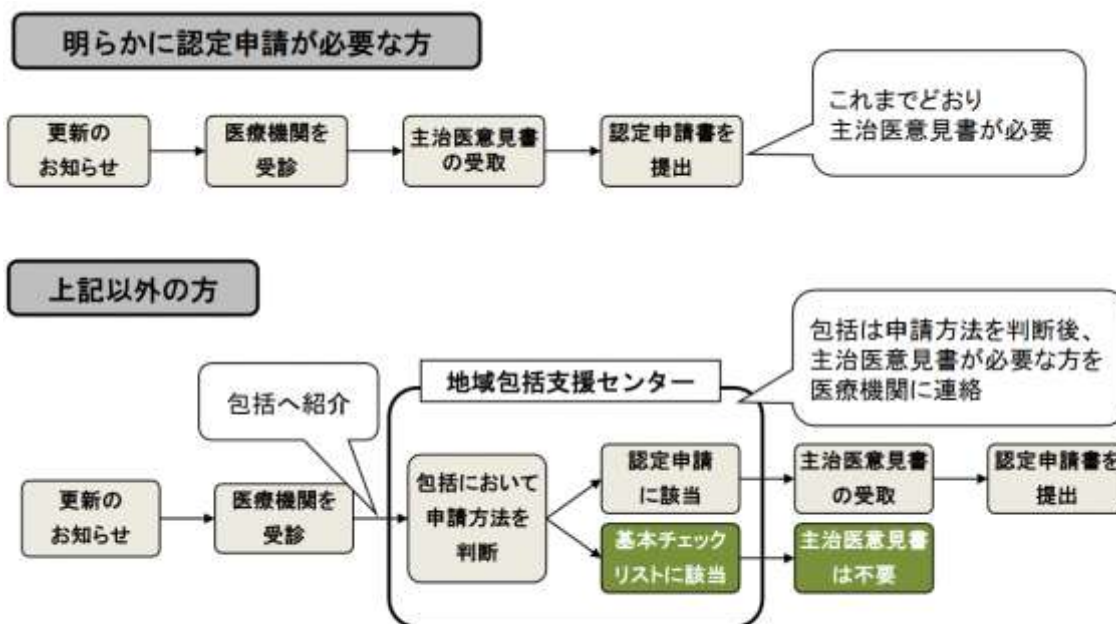 明らかに認定申請が必要な方
これまでどおり
主治医意見書が必要
更新の
お知らせ
医療機関を
受診
主治医意見書
の受取
認定申請書を
提出
上記以外の方
包括は申請方法を判断後、
主治医意見書が必要な方を
医療機関に連絡
地域包括支援センター
包括へ紹介
更新の
お知らせ
医療機関を
受診
包括において
申請方法を
判断
認定申請
に該当
主治医意見書
の受取
認定申請書を
提出
基本チェック
リストに該当
主治医意見書
は不要